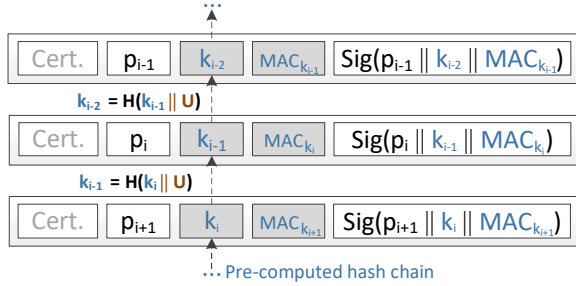 ...
Cert. p_{i-1} k_{i-2} MAC_{k_{i-1}} Sig(p_{i-1} || k_{i-2} || MAC_{k_{i-1}})
k_{i-2} = H(k_{i-1} || U)
Cert. p_i k_{i-1} MAC_{k_i} Sig(p_i || k_{i-1} || MAC_{k_i})
k_{i-1} = H(k_i || U)
Cert. p_{i+1} k_i MAC_{k_{i+1}} Sig(p_{i+1} || k_i || MAC_{k_{i+1}})
... Pre-computed hash chain